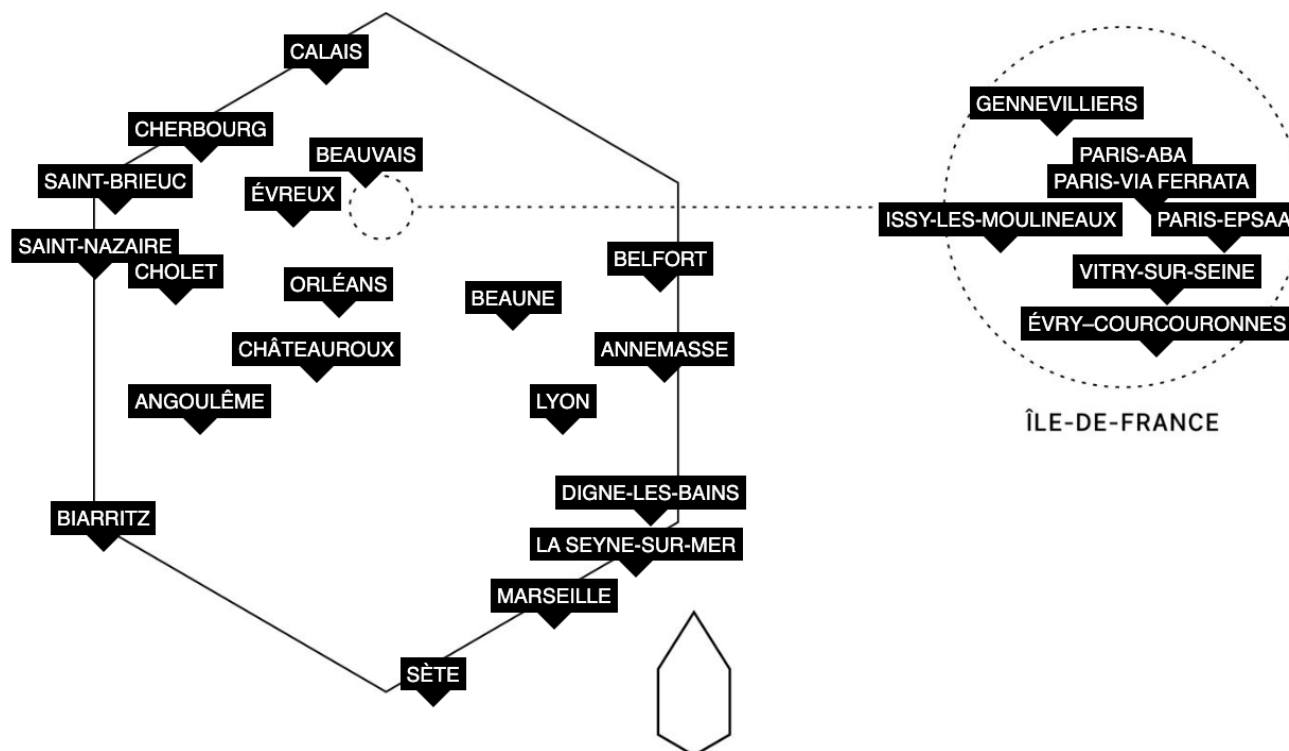 CALAIS
GENNEVILLIERS
CHERBOURG
BEAUVAIS
PARIS-ABA
SAINT-BRIEUC
ÉVREUX
PARIS-VIA FERRATA
ISSY-LES-MOULINEAUX
PARIS-EPSAA
SAINT-NAZAIRE
CHOLET
BELFORT
VITRY-SUR-SEINE
ORLÉANS
BEAUNE
ÉVRY–COURCOURONNES
CHÂTEAUROUX
ANNEMASSE
ANGOULÊME
LYON
ÎLE-DE-FRANCE
DIGNE-LES-BAINS
BIARRITZ
LA SEYNE-SUR-MER
MARSEILLE
SÈTE